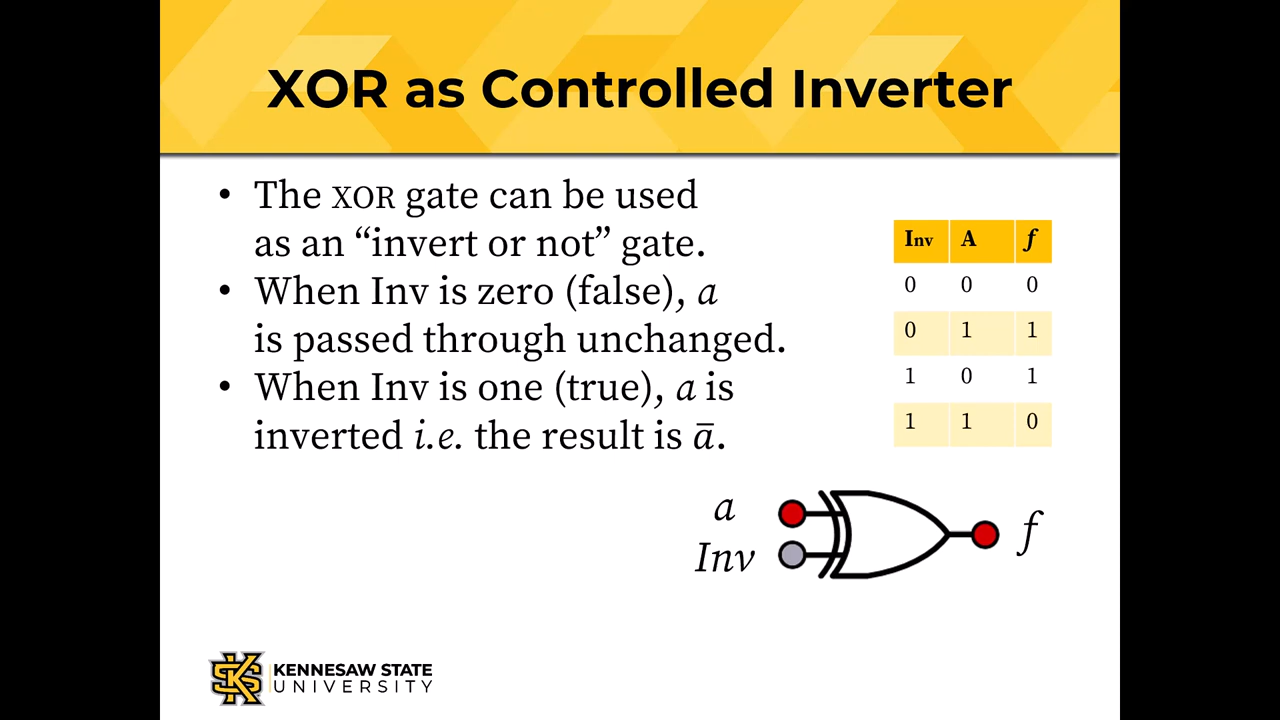 XOR as Controlled Inverter
• The XOR gate can be used
as an “invert or not” gate.
• When Inv is zero (false), a
is passed through unchanged.
• When Inv is one (true), a is
inverted i.e. the result is ā.
Inv A f
0 0 0
0 1 1
1 0 1
1 1 0
a
Inv
f
KENNESAW STATE
UNIVERSITY